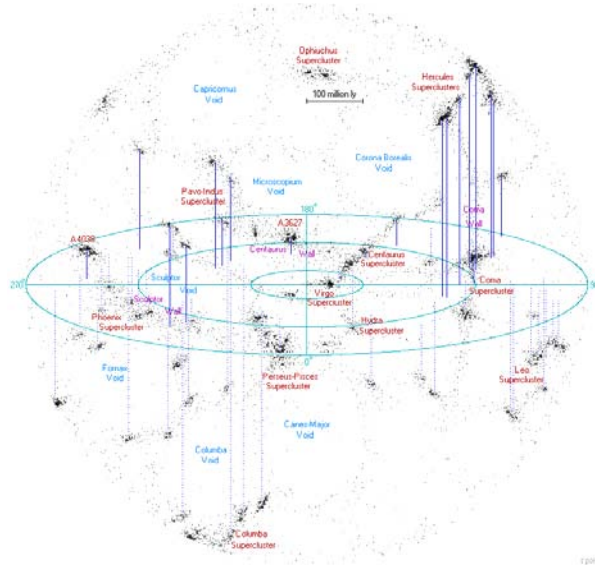 Ophiuchus
Supercluster
Hercules
Superclusters
Capricornus
Void
100 million ly
Corona Borealis
Void
Pavo-Indus
Supercluster
Microscopium
Void
180°
Coma
Wall
A3627
A4038
Centaurus
Wall
Centaurus
Supercluster
Sculptor
Void
270°
Virgo
Supercluster
Coma
Supercluster
Sculptor
Wall
Phoenix
Supercluster
Hydra
Supercluster
0°
Perseus-Pisces
Supercluster
Fornax
Void
Leo
Supercluster
Canes-Major
Void
Columba
Void
Columba
Supercluster